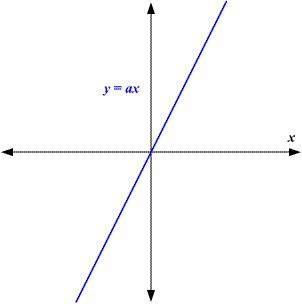 y = ax
x